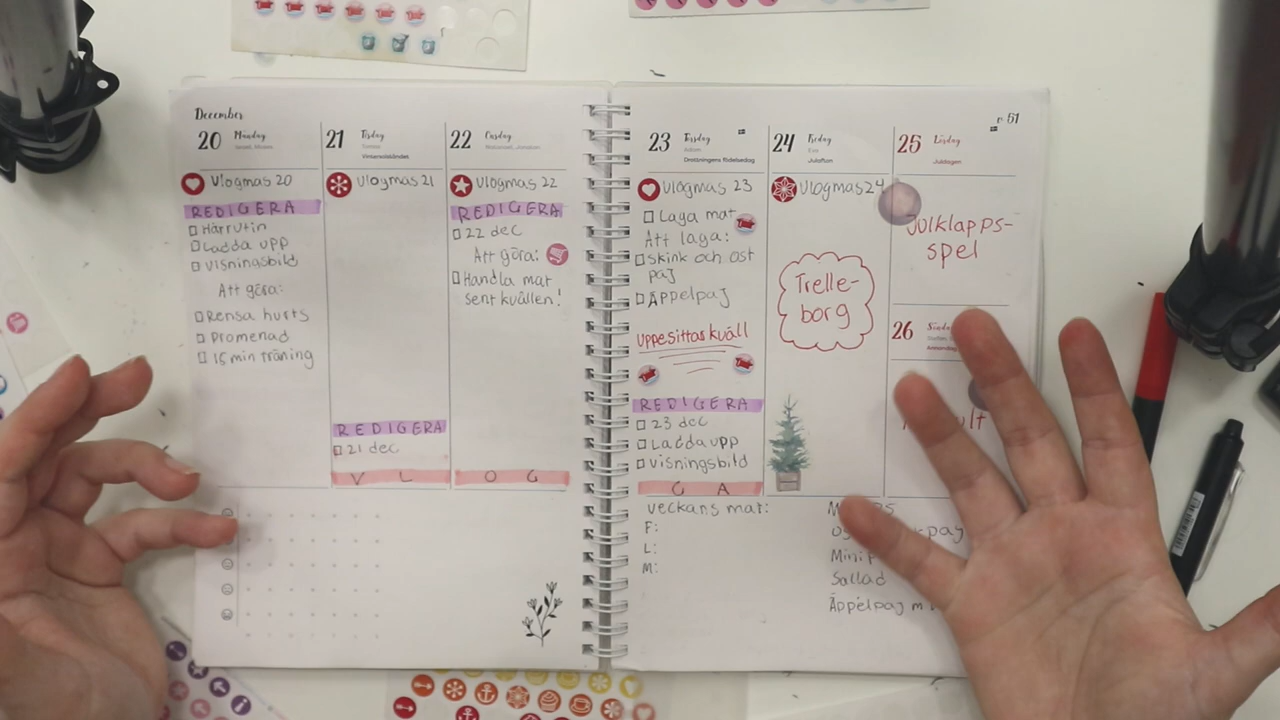 December
20 Måndag
21 Tisdag
Vintersolståndet
22 Onsdag
Vlogmas 20
REDIGERA
Hårrutin
Ladda upp
Visningsbild
Att göra:
Rensa hurts
Promenad
15 min träning
Vlogmas 21
REDIGERA
21 dec
V L
Vlogmas 22
REDIGERA
22 dec
Att göra:
Handla mat
sent kvällen!
O G
v 51
23 Torsdag
Drottningens födelsedag
24 Fredag
Eva
Julafton
25 Lördag
Juldagen
Vlogmas 23
Laga mat
Att laga:
Skink och ost
paj
Äppelpaj
Uppesittarkväll
REDIGERA
23 dec
Ladda upp
Visningsbild
G A
Vlogmas 24
Trelle-
borg
Julklapps-
spel
26
Veckans mat:
F:
L:
M:
Sallad
Äppelpaj